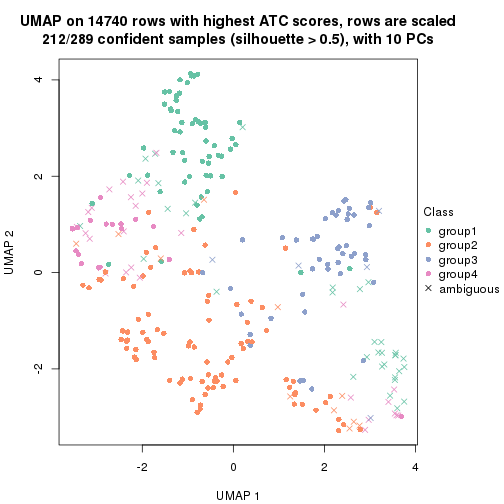 UMAP on 14740 rows with highest ATC scores, rows are scaled
212/289 confident samples (silhouette > 0.5), with 10 PCs
4
2
0
-2
UMAP 2
-2
0
2
4
UMAP 1
Class
group1
group2
group3
group4
ambiguous